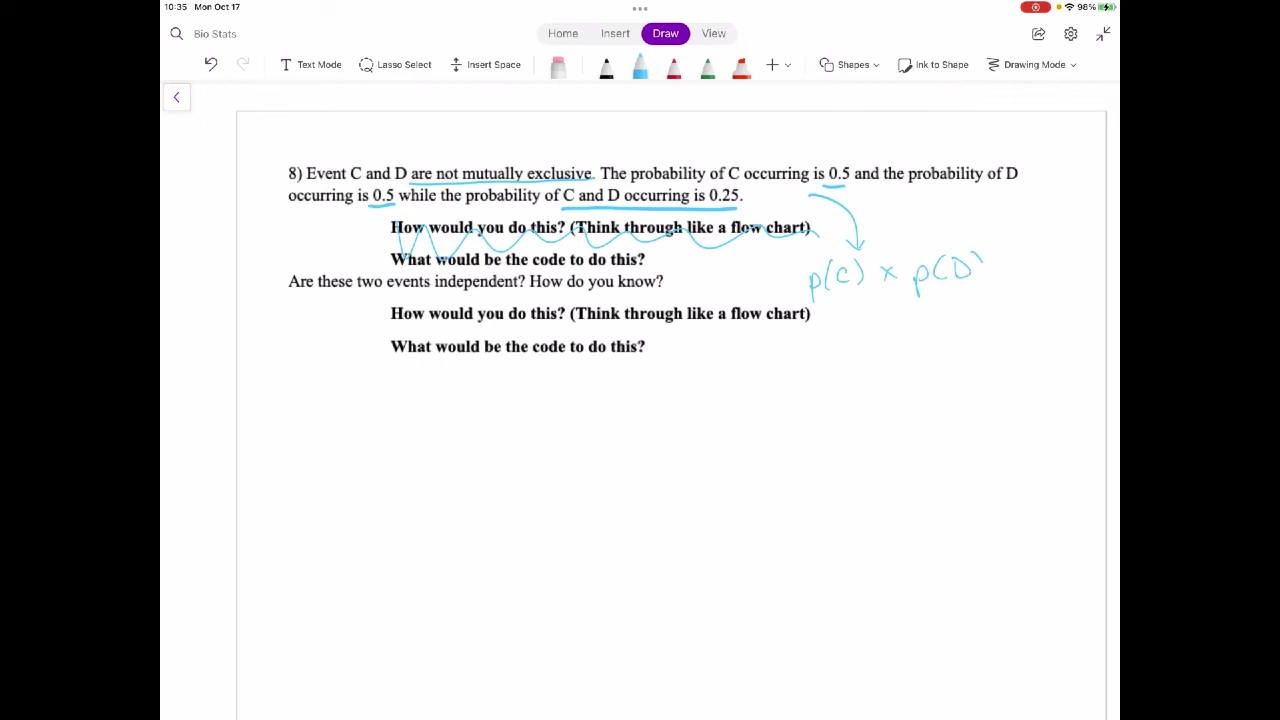 10:35 Mon Oct 17
98%
Bio Stats
Home Insert Draw View
Text Mode Lasso Select Insert Space Shapes Ink to Shape Drawing Mode
8) Event C and D are not mutually exclusive. The probability of C occurring is 0.5 and the probability of D
occurring is 0.5 while the probability of C and D occurring is 0.25.
How would you do this? (Think through like a flow chart)
What would be the code to do this?
p(C) × p(D)
Are these two events independent? How do you know?
How would you do this? (Think through like a flow chart)
What would be the code to do this?